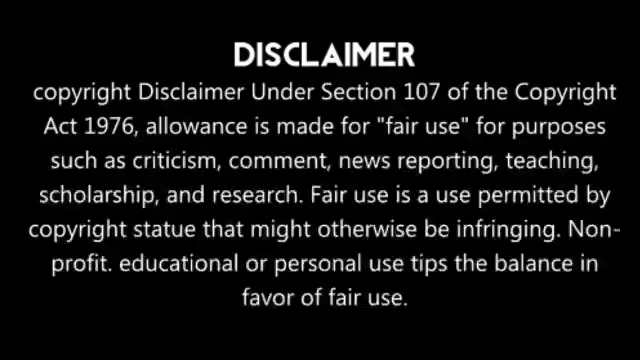 DISCLAIMER
copyright Disclaimer Under Section 107 of the Copyright
Act 1976, allowance is made for "fair use" for purposes
such as criticism, comment, news reporting, teaching,
scholarship, and research. Fair use is a use permitted by
copyright statue that might otherwise be infringing. Non-
profit. educational or personal use tips the balance in
favor of fair use.